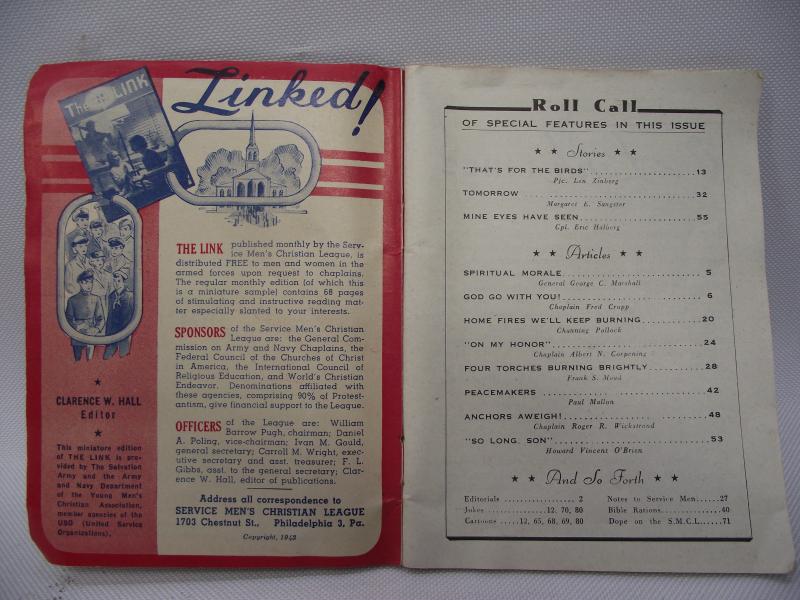 The LINK
Linked!
THE LINK published monthly by the Serv-
ice Men's Christian League, is
distributed FREE to men and women in the
armed forces upon request to chaplains.
The regular monthly edition (of which this
is a miniature sample) contains 68 pages
of stimulating and instructive reading mat-
ter especially slanted to your interests.
SPONSORS of the Service Men's Christian
League are: the General Com-
mission on Army and Navy Chaplains, the
Federal Council of the Churches of Christ
in America, the International Council of
Religious Education, and World's Christian
Endeavor. Denominations affiliated with
these agencies, comprising 90% of Protest-
antism, give financial support to the League.
OFFICERS of the League are: William
Barrow Pugh, chairman; Daniel
A. Poling, vice-chairman; Ivan M. Gould,
general secretary; Carroll M. Wright, exec-
utive secretary and asst. treasurer; F. L.
Gibbs, asst. to the general secretary; Clar-
ence W. Hall, editor of publications.
Address all correspondence to
SERVICE MEN'S CHRISTIAN LEAGUE
1703 Chestnut St., Philadelphia 3, Pa.
Copyright, 1943
★
CLARENCE W. HALL
Editor
★
This miniature edition
of THE LINK is pro-
vided by The Salvation
Army and the Army
and Navy Department
of the Young Men's
Christian Association,
member agencies of the
USO (United Service
Organizations).
Roll Call
OF SPECIAL FEATURES IN THIS ISSUE
★ ★ Stories ★ ★
"THAT'S FOR THE BIRDS" 13
Pfc. Len Zinberg
TOMORROW 32
Margaret E. Sangster
MINE EYES HAVE SEEN 55
Cpl. Eric Halberg
★ ★ Articles ★ ★
SPIRITUAL MORALE 5
General George C. Marshall
GOD GO WITH YOU! 6
Chaplain Fred Cropp
HOME FIRES WE'LL KEEP BURNING 20
Channing Pollock
"ON MY HONOR" 24
Chaplain Albert N. Corpening
FOUR TORCHES BURNING BRIGHTLY 28
Frank S. Mead
PEACEMAKERS 42
Paul Mallon
ANCHORS AWEIGH! 48
Chaplain Roger R. Wickstrand
"SO LONG, SON" 53
Howard Vincent O'Brien
★ ★ And So Forth ★ ★
Editorials 2
Jokes 12, 70, 80
Cartoons 12, 65, 68, 69, 80
Notes to Service Men 27
Bible Rations 40
Dope on the S.M.C.L. 71